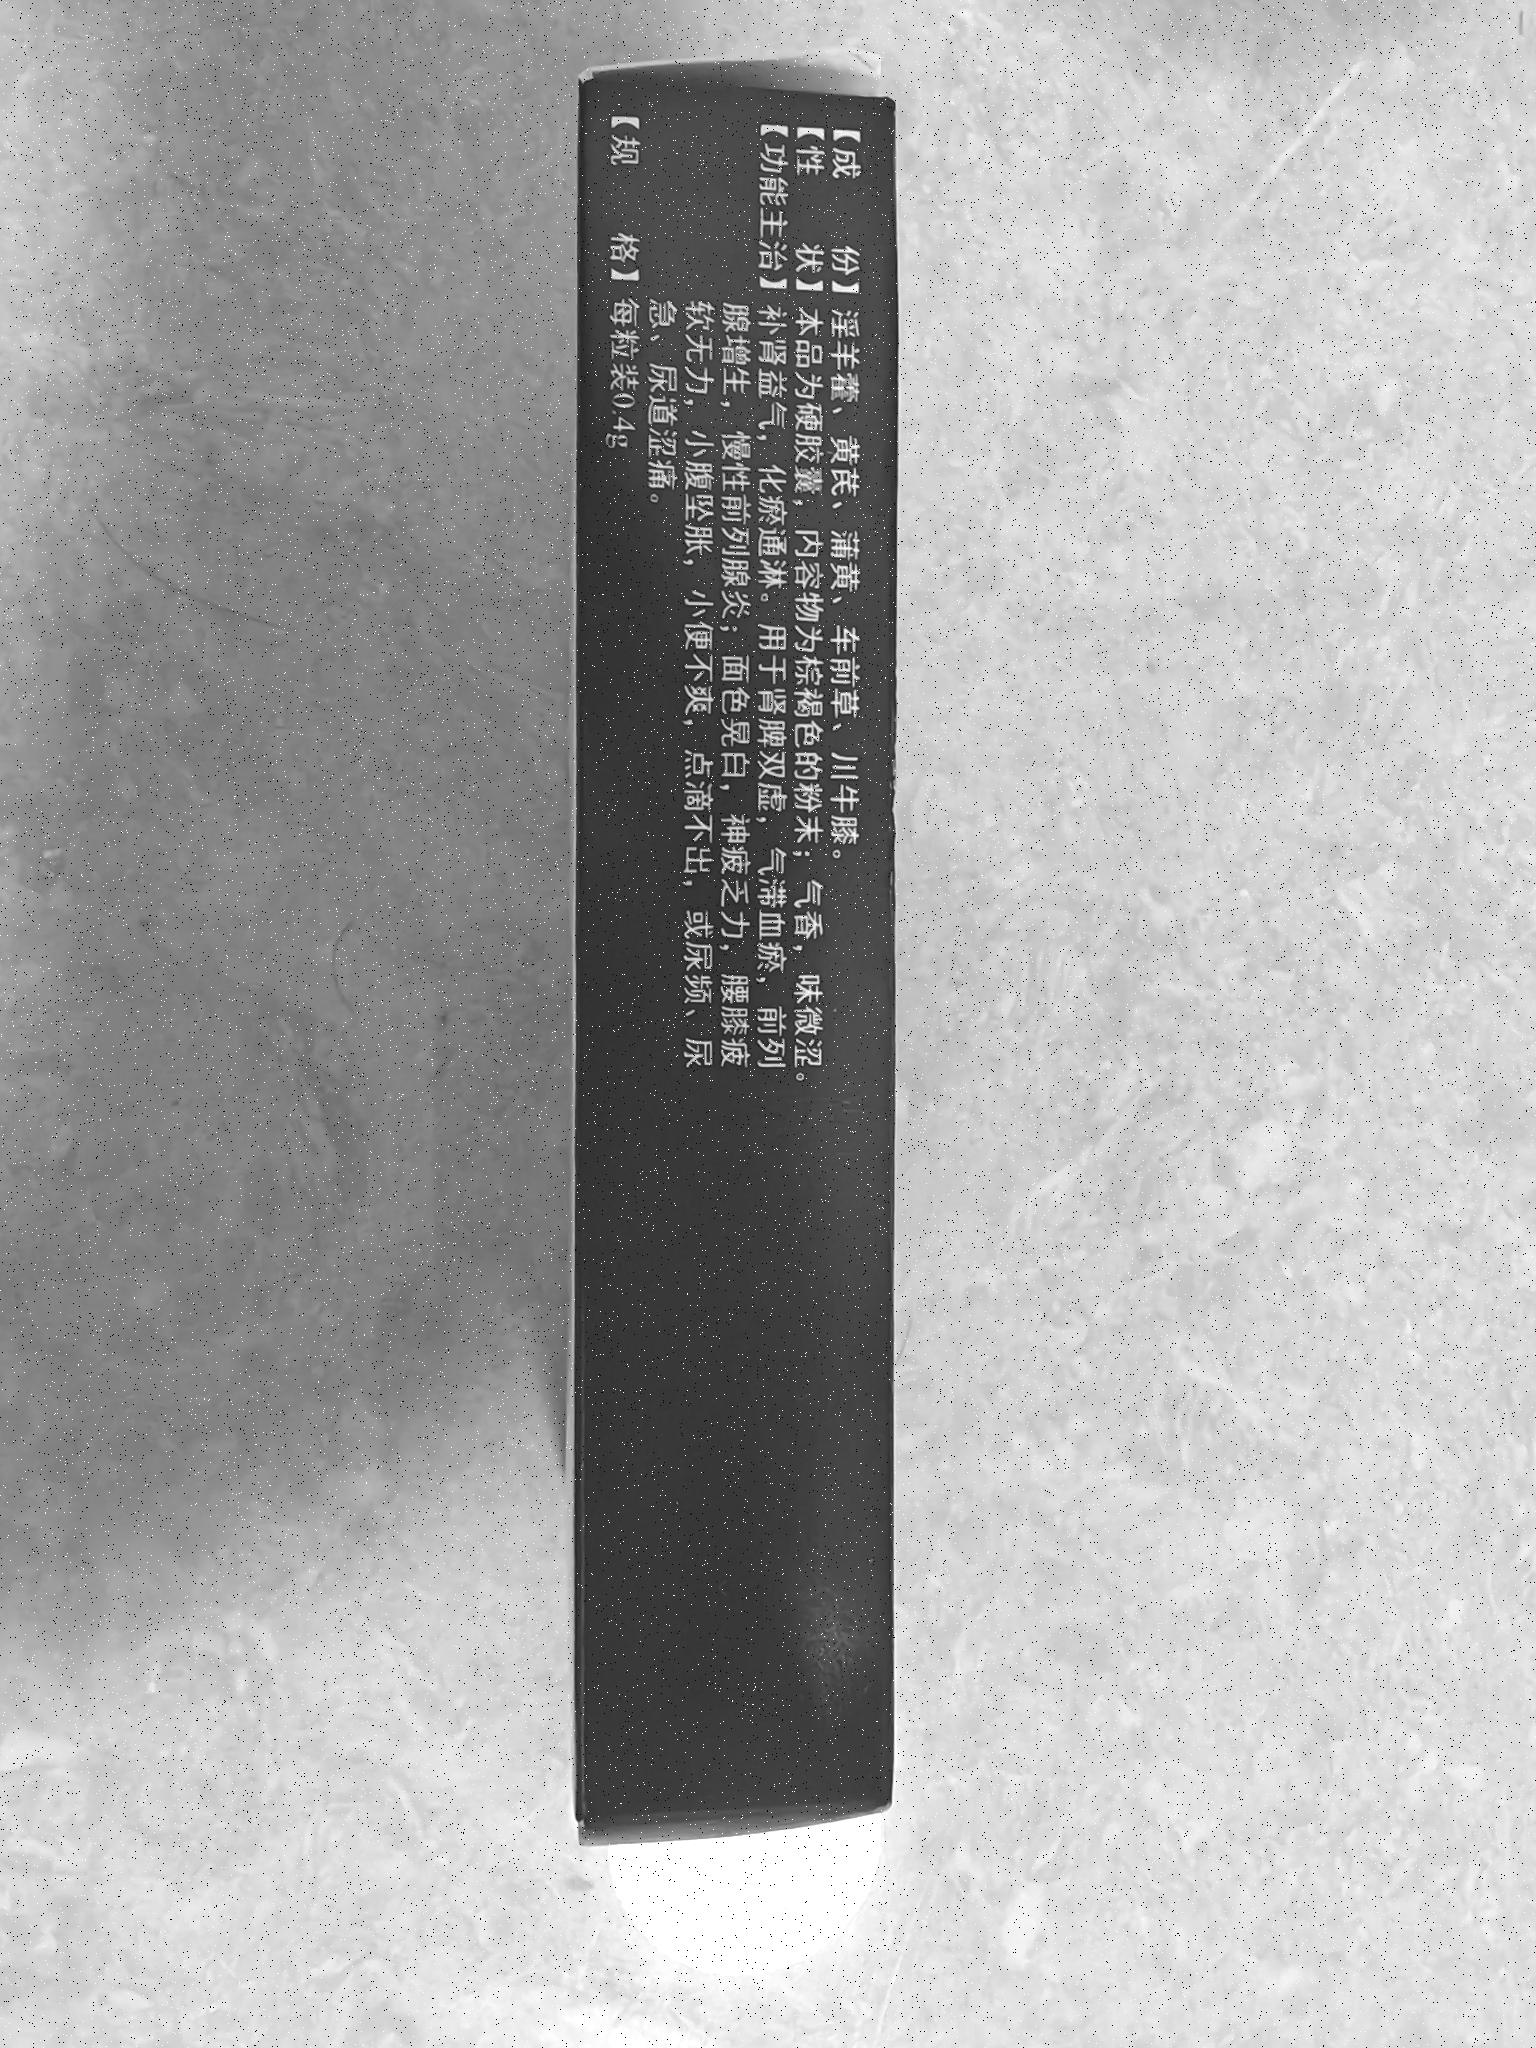 【成 份】淫羊藿、黄芪、蒲黄、车前草、川牛膝。
【性 状】本品为硬胶囊，内容物为棕褐色的粉末；气香，味微涩。
【功能主治】补肾益气，化瘀通淋。用于肾脾双虚，气滞血瘀，前列
腺增生，慢性前列腺炎；面色晃白，神疲乏力，腰膝疲
软无力，小腹坠胀，小便不爽，点滴不出，或尿频、尿
急、尿道涩痛。
【规 格】每粒装0.4g